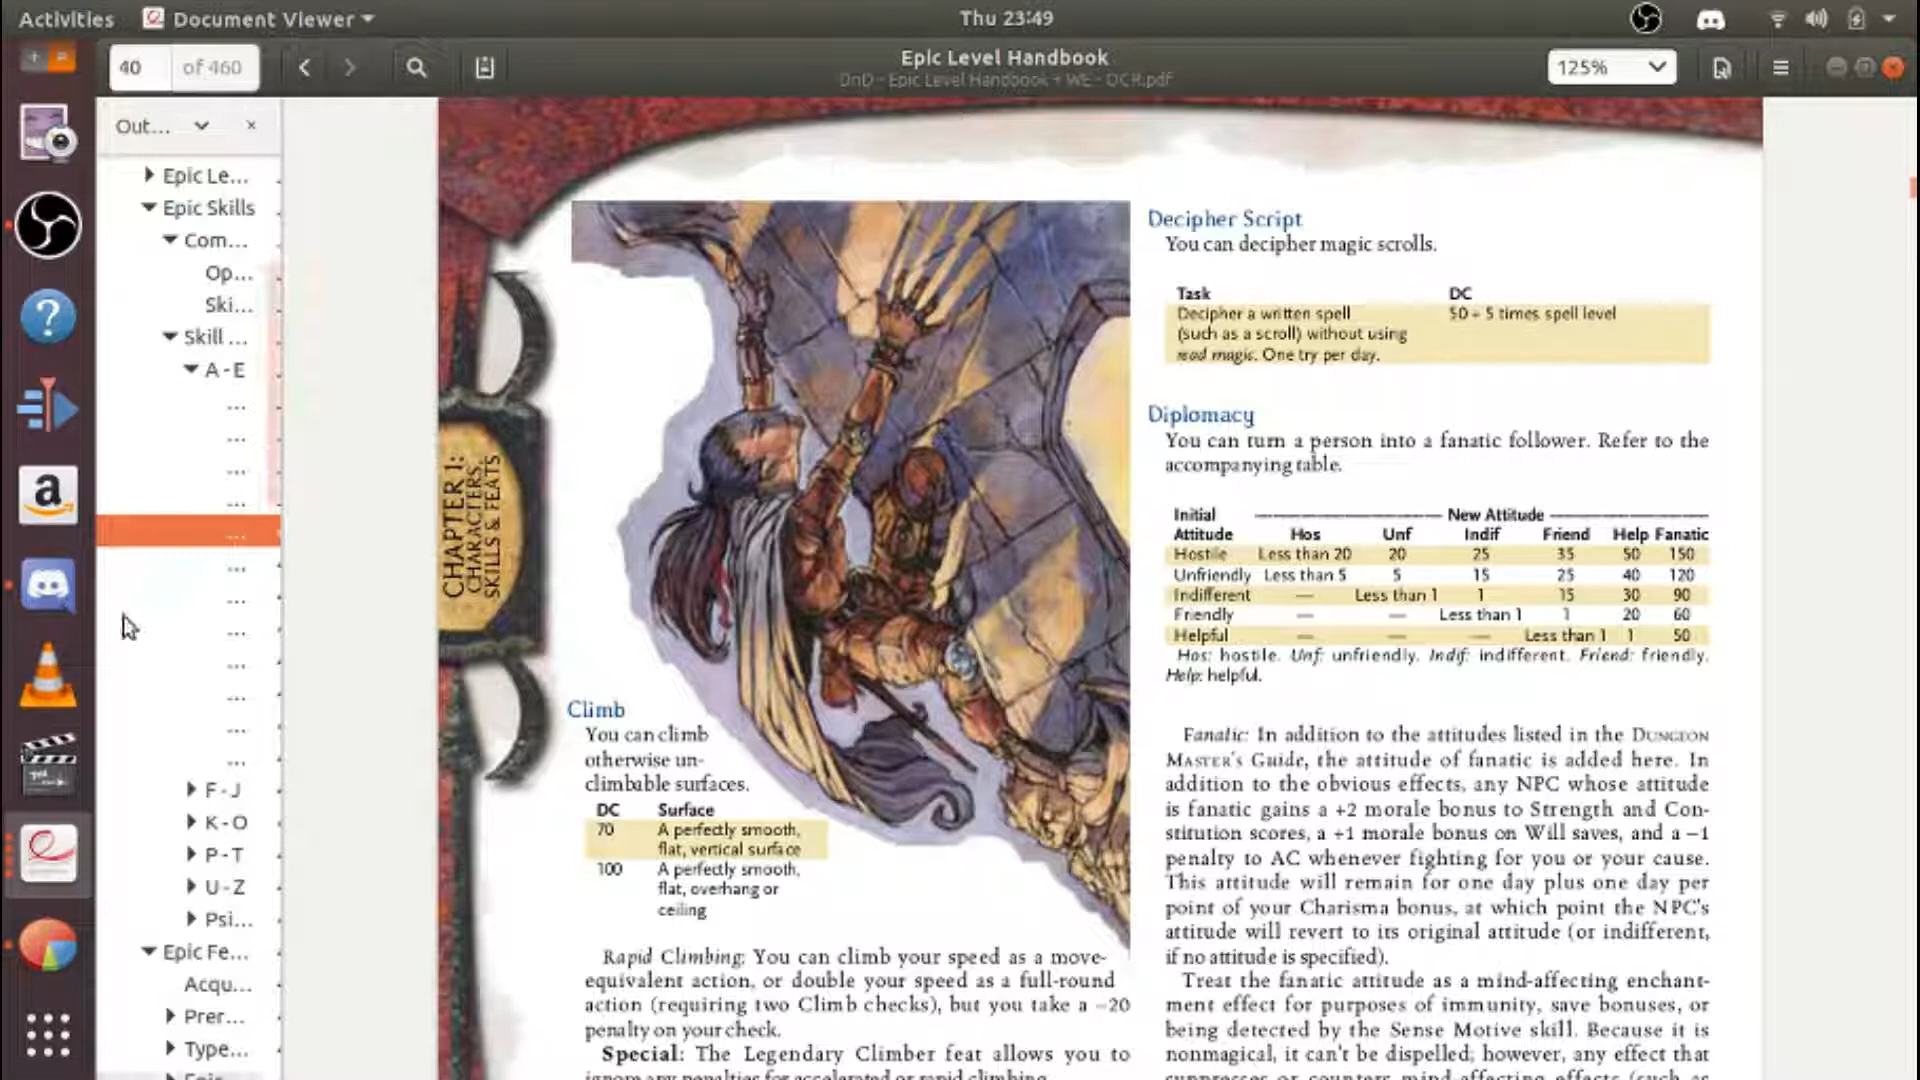 Activities Document Viewer Thu 23:49
40 of 460 Epic Level Handbook 125%
DnD - Epic Level Handbook + WE - OCR.pdf
Out...
Epic Le...
Epic Skills
Com...
Op...
Ski...
Skill ...
A - E
...
...
...
...
...
...
...
...
...
...
...
...
F - J
K - O
P - T
U - Z
Psi...
Epic Fe...
Acqu...
Prer...
Type...
CHAPTER 1:
CHARACTERS,
SKILLS & FEATS
Climb
You can climb
otherwise un-
climbable surfaces.
DC Surface
70 A perfectly smooth,
flat, vertical surface
100 A perfectly smooth,
flat, overhang or
ceiling
Rapid Climbing: You can climb your speed as a move-
equivalent action, or double your speed as a full-round
action (requiring two Climb checks), but you take a –20
penalty on your check.
Special: The Legendary Climber feat allows you to
ignore any penalties for accelerated or rapid climbing.
Decipher Script
You can decipher magic scrolls.
Task DC
Decipher a written spell 50 + 5 times spell level
(such as a scroll) without using
read magic. One try per day.
Diplomacy
You can turn a person into a fanatic follower. Refer to the
accompanying table.
Initial New Attitude
Attitude Hos Unf Indif Friend Help Fanatic
Hostile Less than 20 20 25 35 50 150
Unfriendly Less than 5 5 15 25 40 120
Indifferent — Less than 1 1 15 30 90
Friendly — — Less than 1 1 20 60
Helpful — — — Less than 1 1 50
Hos: hostile. Unf: unfriendly. Indif: indifferent. Friend: friendly.
Help: helpful.
Fanatic: In addition to the attitudes listed in the DUNGEON
MASTER's Guide, the attitude of fanatic is added here. In
addition to the obvious effects, any NPC whose attitude
is fanatic gains a +2 morale bonus to Strength and Con-
stitution scores, a +1 morale bonus on Will saves, and a –1
penalty to AC whenever fighting for you or your cause.
This attitude will remain for one day plus one day per
point of your Charisma bonus, at which point the NPC's
attitude will revert to its original attitude (or indifferent,
if no attitude is specified).
Treat the fanatic attitude as a mind-affecting enchant-
ment effect for purposes of immunity, save bonuses, or
being detected by the Sense Motive skill. Because it is
nonmagical, it can't be dispelled; however, any effect that
suppresses or counters mind-affecting effects (such as